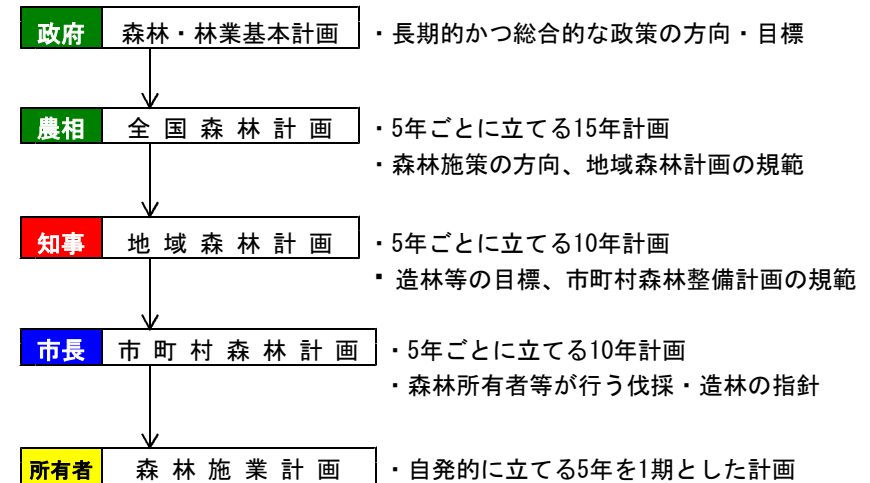 政府 森林・林業基本計画 ・長期的かつ総合的な政策の方向・目標
農相 全国森林計画 ・5年ごとに立てる15年計画
・森林施策の方向、地域森林計画の規範
知事 地域森林計画 ・5年ごとに立てる10年計画
・造林等の目標、市町村森林整備計画の規範
市長 市町村森林計画 ・5年ごとに立てる10年計画
・森林所有者等が行う伐採・造林の指針
所有者 森林施業計画 ・自発的に立てる5年を1期とした計画